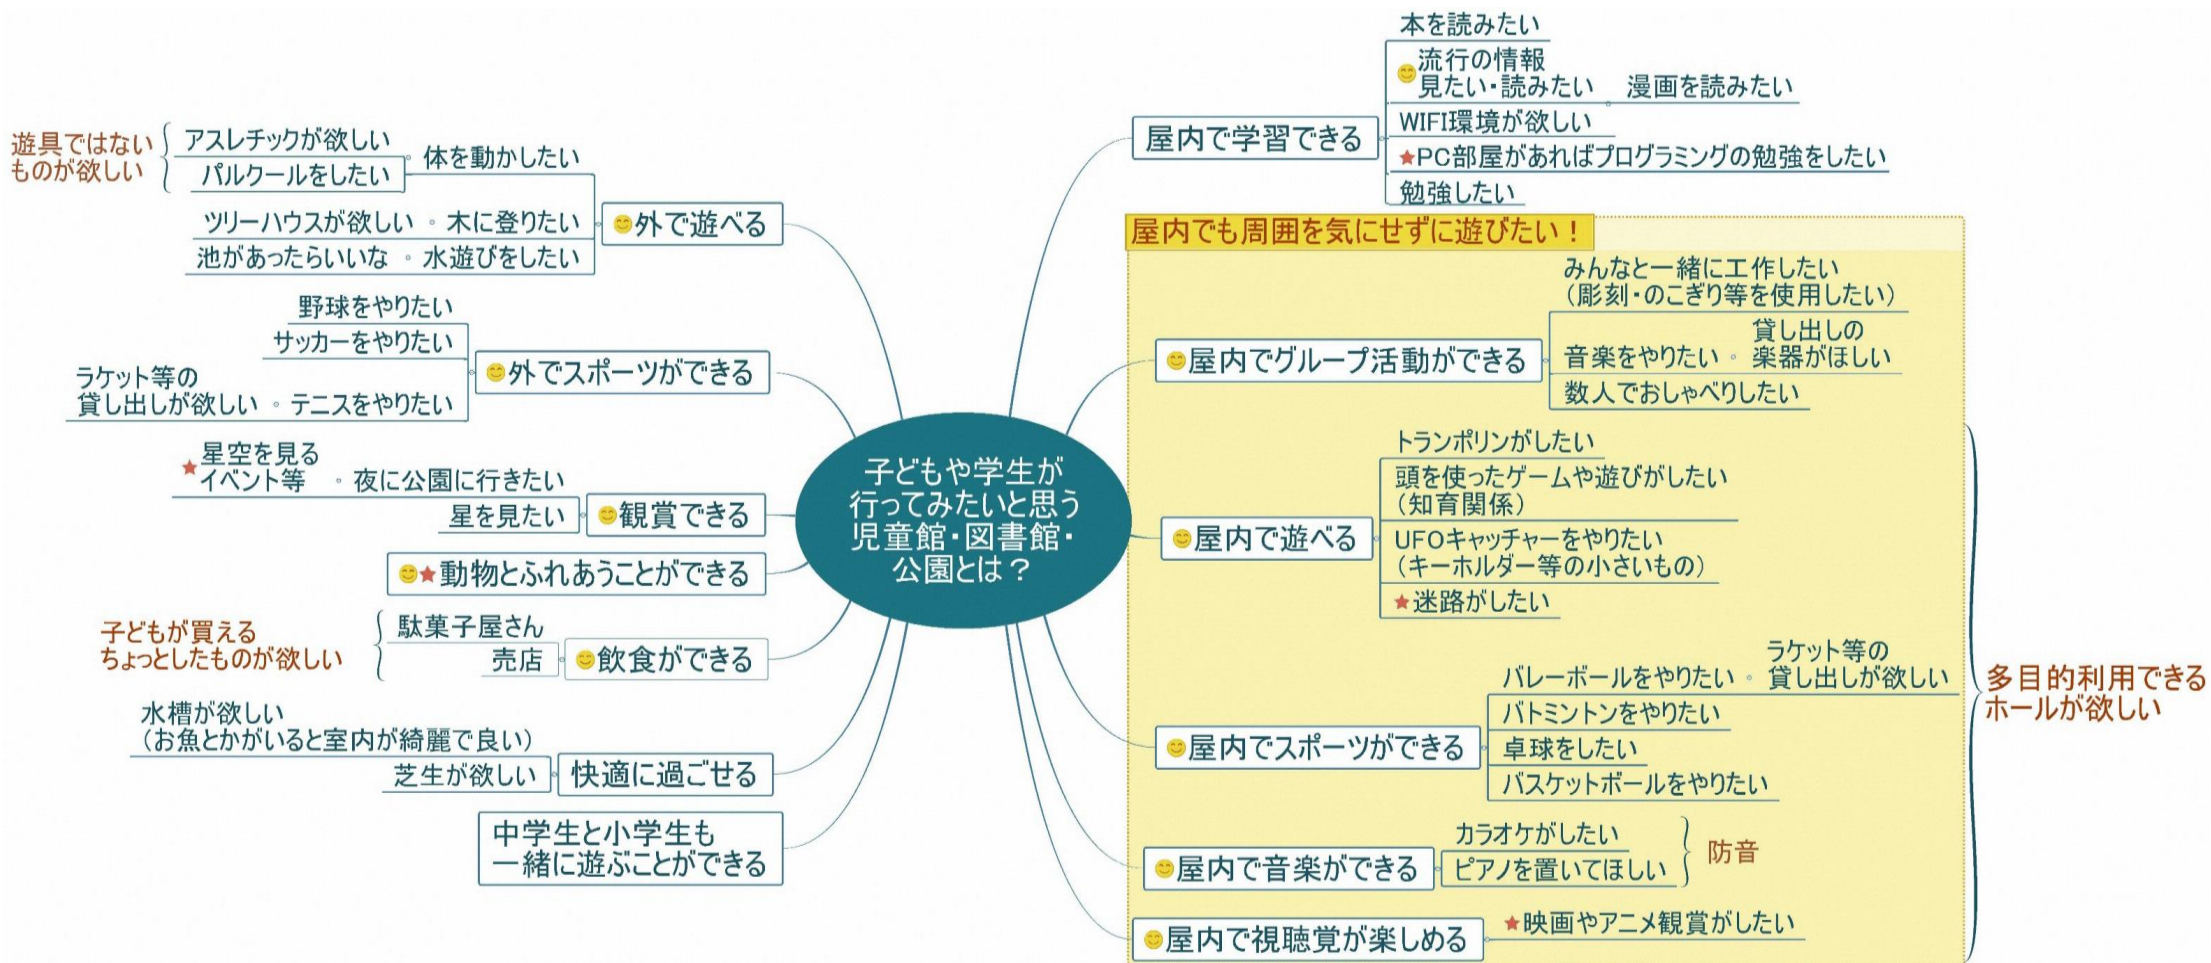 子どもや学生が
行ってみたいと思う
児童館・図書館・
公園とは？
屋内で学習できる
本を読みたい
流行の情報
見たい・読みたい
漫画を読みたい
WIFI環境が欲しい
PC部屋があればプログラミングの勉強をしたい
勉強したい
屋内でも周囲を気にせずに遊びたい！
屋内でグループ活動ができる
みんなと一緒に工作したい
（彫刻・のこぎり等を使用したい）
音楽をやりたい
貸し出しの
楽器がほしい
数人でおしゃべりしたい
屋内で遊べる
トランポリンがしたい
頭を使ったゲームや遊びがしたい
（知育関係）
UFOキャッチャーをやりたい
（キーホルダー等の小さいもの）
迷路がしたい
屋内でスポーツができる
バレーボールをやりたい
ラケット等の
貸し出しが欲しい
バトミントンをやりたい
卓球をしたい
バスケットボールをやりたい
屋内で音楽ができる
カラオケがしたい
ピアノを置いてほしい
防音
屋内で視聴覚が楽しめる
映画やアニメ観賞がしたい
多目的利用できる
ホールが欲しい
外で遊べる
体を動かしたい
アスレチックが欲しい
パルクールをしたい
遊具ではない
ものが欲しい
木に登りたい
ツリーハウスが欲しい
水遊びをしたい
池があったらいいな
外でスポーツができる
野球をやりたい
サッカーをやりたい
テニスをやりたい
ラケット等の
貸し出しが欲しい
観賞できる
夜に公園に行きたい
星空を見る
イベント等
星を見たい
動物とふれあうことができる
飲食ができる
駄菓子屋さん
売店
子どもが買える
ちょっとしたものが欲しい
快適に過ごせる
水槽が欲しい
（お魚とかがいると室内が綺麗で良い）
芝生が欲しい
中学生と小学生も
一緒に遊ぶことができる